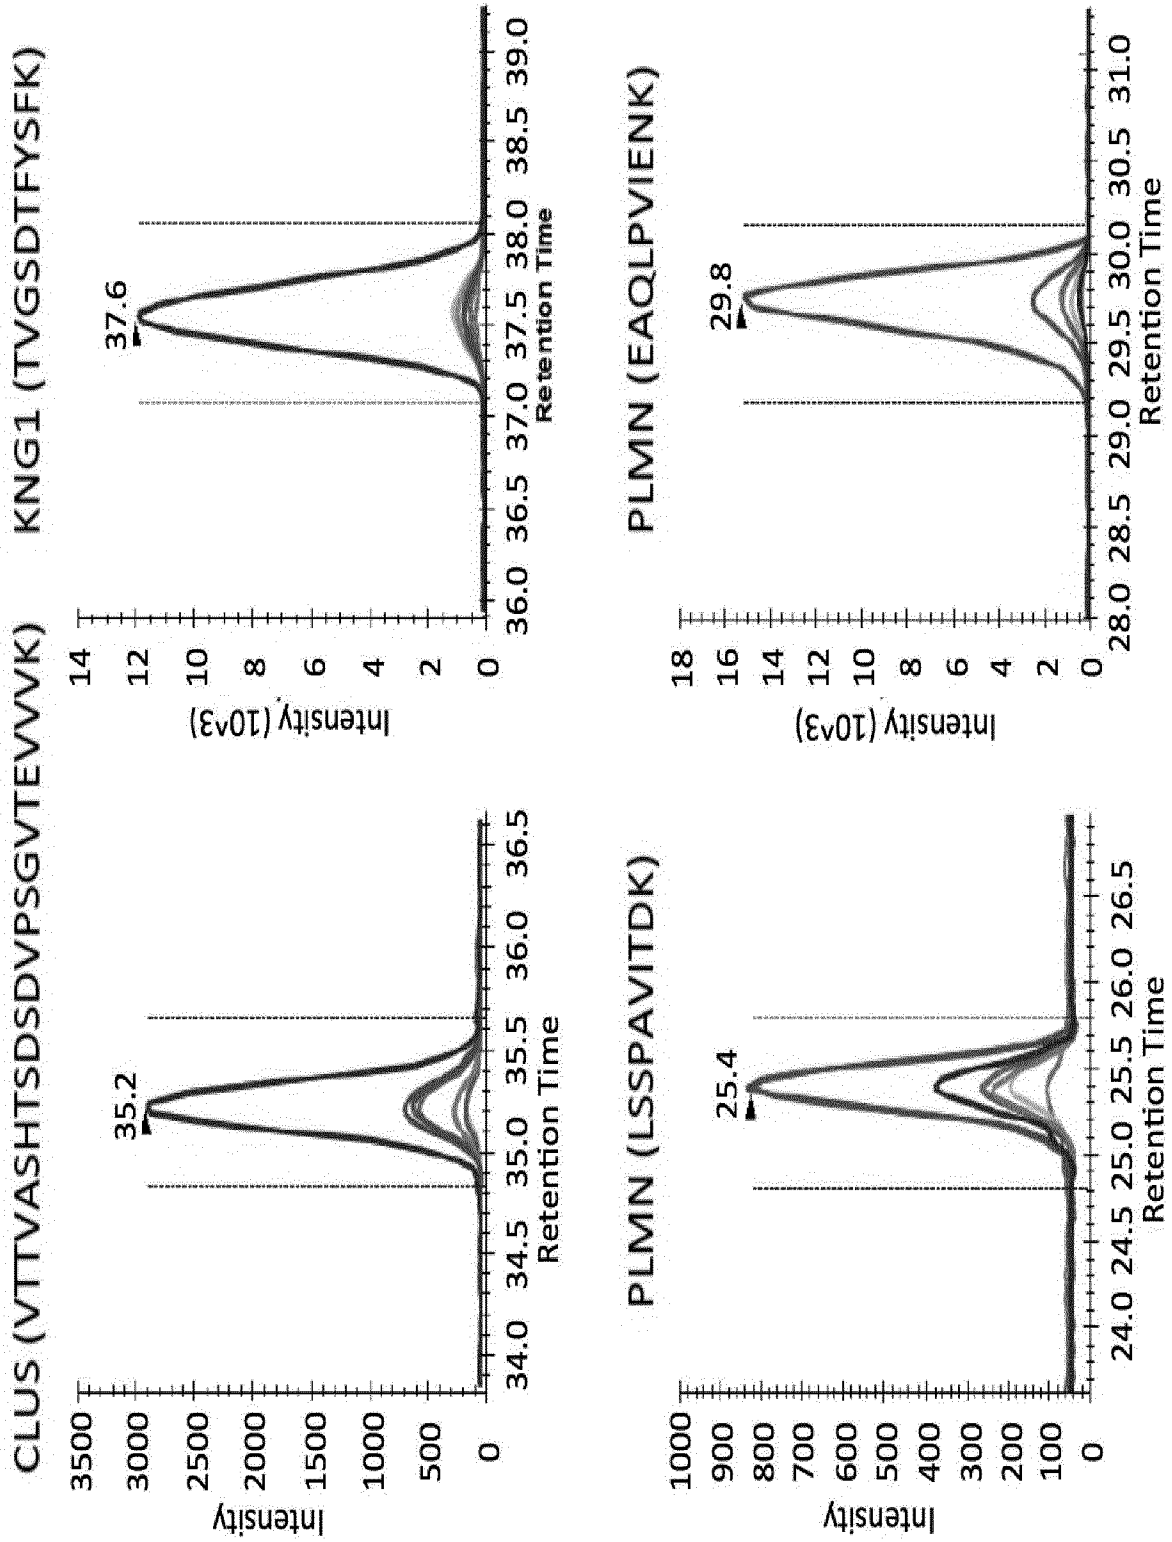 CLUS (VTTVASHTSDSDVPSGVTEVVVK)
Intensity
3500
3000
2500
2000
1500
1000
500
0
35.2
34.0 34.5 35.0 35.5 36.0 36.5
Retention Time
KNG1 (TVGSDTFYSFK)
Intensity (10^3)
14
12
10
8
6
4
2
0
37.6
36.0 36.5 37.0 37.5 38.0 38.5 39.0
Retention Time
PLMN (LSSPAVITDK)
Intensity
1000
900
800
700
600
500
400
300
200
100
0
25.4
24.0 24.5 25.0 25.5 26.0 26.5
Retention Time
PLMN (EAQLPVIENK)
Intensity (10^3)
18
16
14
12
10
8
6
4
2
0
29.8
28.0 28.5 29.0 29.5 30.0 30.5 31.0
Retention Time